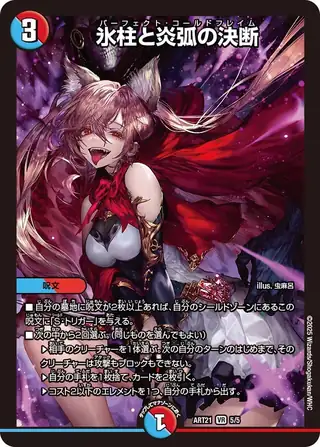 3
パーフェクト・コールドフレイム
氷柱と炎弧の決断
illus. 虫麻呂
呪文
■自分の墓地に呪文が2枚以上あれば、自分のシールドゾーンにあるこの
呪文に「S・トリガー」を与える。
■次の中から2回選ぶ。(同じものを選んでもよい)
▶相手のクリーチャーを1体選ぶ。次の自分のターンのはじめまで、その
クリーチャーは攻撃もブロックもできない。
▶自分の手札を1枚捨て、カードを2枚引く。
▶コスト2以下のエレメントを1つ、自分の手札から出す。
1
ART21 VR 5/5
©2025 Wizards/Shogakukan/WHC